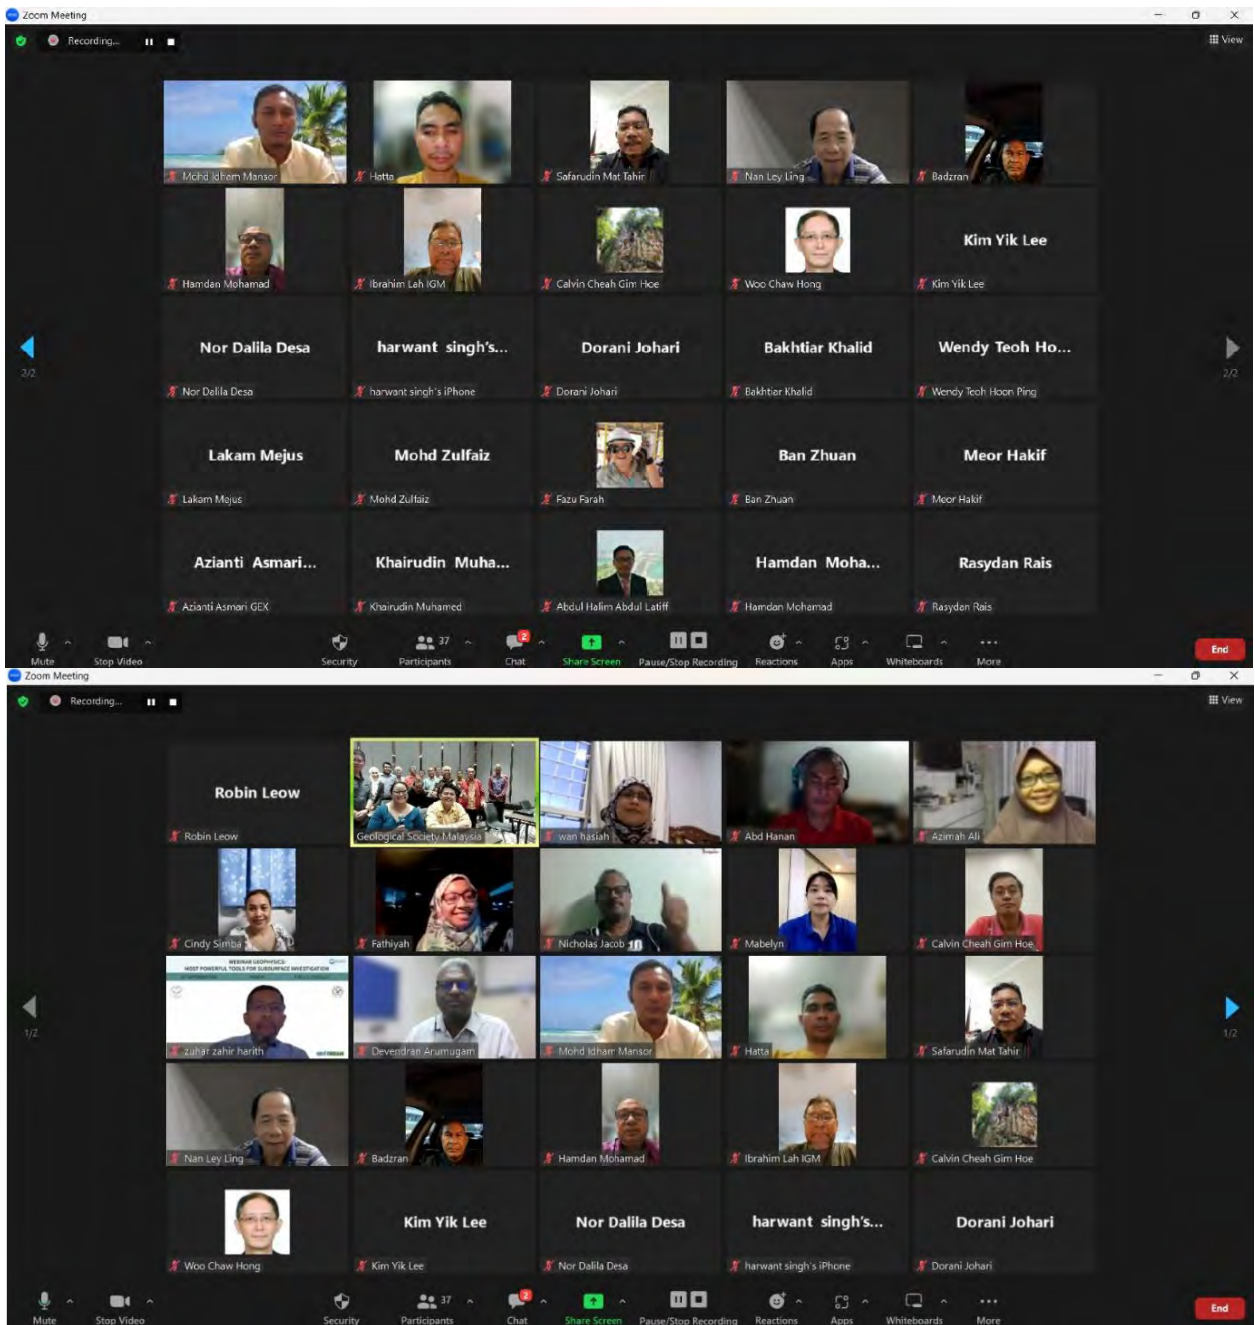 Zoom Meeting
Recording...
View
Mohd Idham Mansor
Hatta
Safarudin Mat Tahir
Nan Ley Ling
Badzran
Hamdan Mohamad
Ibrahim Lah IGM
Calvin Cheah Gim Hoe
Woo Chaw Hong
Kim Yik Lee
Kim Yik Lee
Nor Dalila Desa
harwant singh's...
Dorani Johari
Bakhtiar Khalid
Wendy Teoh Ho...
2/2
2/2
Nor Dalila Desa
harwant singh's iPhone
Dorani Johari
Bakhtiar Khalid
Wendy Teoh Hoon Ping
Lakam Mejus
Mohd Zulfaiz
Ban Zhuan
Meor Hakif
Lakam Mejus
Mohd Zulfaiz
Fazu Farah
Ban Zhuan
Meor Hakif
Azianti Asmari...
Khairudin Muha...
Hamdan Moha...
Rasydan Rais
Azianti Asmari GEX
Khairudin Muhamed
Abdul Halim Abdul Latiff
Hamdan Mohamad
Rasydan Rais
Mute
Stop Video
Security
37
Participants
2
Chat
Share Screen
Pause/Stop Recording
Reactions
Apps
Whiteboards
More
End
Zoom Meeting
Recording...
View
Robin Leow
Robin Leow
Geological Society Malaysia
wan hasiah
Abd Hanan
Azimah Ali
Cindy Simba
Fathiyah
Nicholas Jacob
Mabelyn
Calvin Cheah Gim Hoe
WEBINAR GEOPHYSICS:
MOST POWERFUL TOOLS FOR SUBSURFACE INVESTIGATION
1/2
1/2
zuhar zahir harith
Devendran Arumugam
Mohd Idham Mansor
Hatta
Safarudin Mat Tahir
Nan Ley Ling
Badzran
Hamdan Mohamad
Ibrahim Lah IGM
Calvin Cheah Gim Hoe
Kim Yik Lee
Nor Dalila Desa
harwant singh's...
Dorani Johari
Woo Chaw Hong
Kim Yik Lee
Nor Dalila Desa
harwant singh's iPhone
Dorani Johari
Mute
Stop Video
Security
37
Participants
2
Chat
Share Screen
Pause/Stop Recording
Reactions
Apps
Whiteboards
More
End